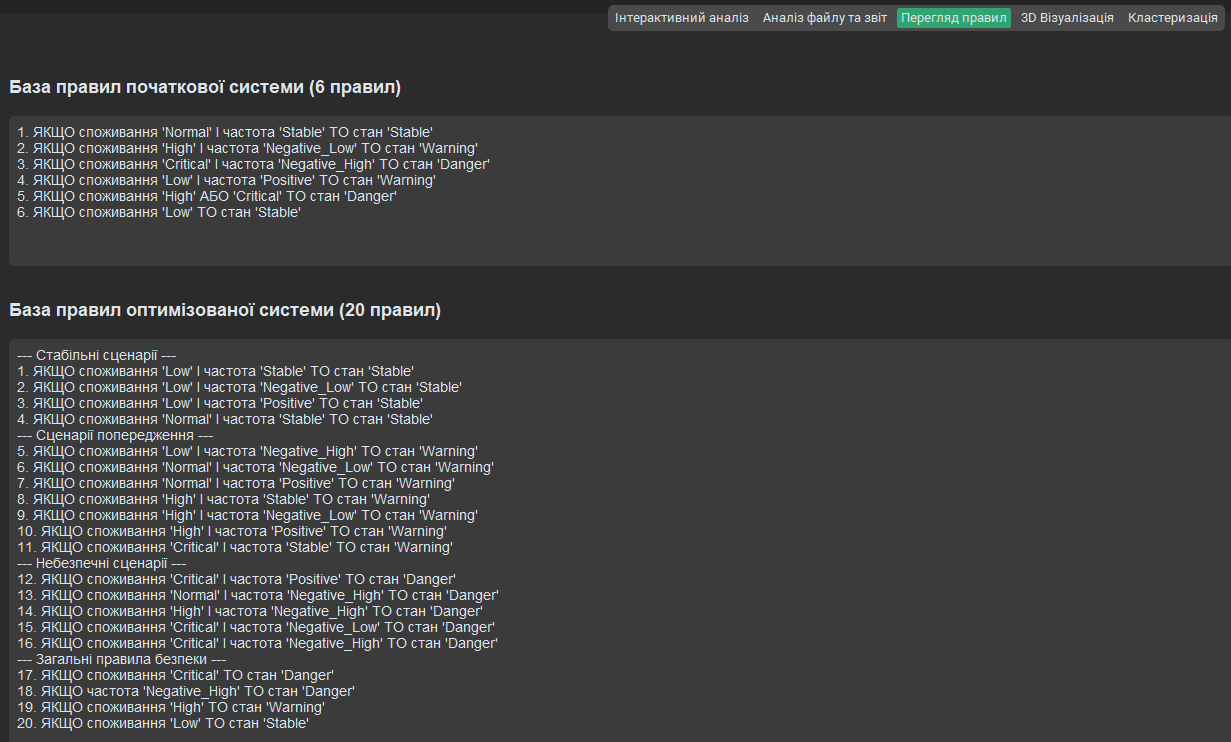 Інтерактивний аналіз Аналіз файлу та звіт Перегляд правил 3D Візуалізація Кластеризація
База правил початкової системи (6 правил)
1. ЯКЩО споживання 'Normal' І частота 'Stable' ТО стан 'Stable'
2. ЯКЩО споживання 'High' І частота 'Negative_Low' ТО стан 'Warning'
3. ЯКЩО споживання 'Critical' І частота 'Negative_High' ТО стан 'Danger'
4. ЯКЩО споживання 'Low' І частота 'Positive' ТО стан 'Warning'
5. ЯКЩО споживання 'High' АБО 'Critical' ТО стан 'Danger'
6. ЯКЩО споживання 'Low' ТО стан 'Stable'
База правил оптимізованої системи (20 правил)
--- Стабільні сценарії ---
1. ЯКЩО споживання 'Low' І частота 'Stable' ТО стан 'Stable'
2. ЯКЩО споживання 'Low' І частота 'Negative_Low' ТО стан 'Stable'
3. ЯКЩО споживання 'Low' І частота 'Positive' ТО стан 'Stable'
4. ЯКЩО споживання 'Normal' І частота 'Stable' ТО стан 'Stable'
--- Сценарії попередження ---
5. ЯКЩО споживання 'Low' І частота 'Negative_High' ТО стан 'Warning'
6. ЯКЩО споживання 'Normal' І частота 'Negative_Low' ТО стан 'Warning'
7. ЯКЩО споживання 'Normal' І частота 'Positive' ТО стан 'Warning'
8. ЯКЩО споживання 'High' І частота 'Stable' ТО стан 'Warning'
9. ЯКЩО споживання 'High' І частота 'Negative_Low' ТО стан 'Warning'
10. ЯКЩО споживання 'High' І частота 'Positive' ТО стан 'Warning'
11. ЯКЩО споживання 'Critical' І частота 'Stable' ТО стан 'Warning'
--- Небезпечні сценарії ---
12. ЯКЩО споживання 'Critical' І частота 'Positive' ТО стан 'Danger'
13. ЯКЩО споживання 'Normal' І частота 'Negative_High' ТО стан 'Danger'
14. ЯКЩО споживання 'High' І частота 'Negative_High' ТО стан 'Danger'
15. ЯКЩО споживання 'Critical' І частота 'Negative_Low' ТО стан 'Danger'
16. ЯКЩО споживання 'Critical' І частота 'Negative_High' ТО стан 'Danger'
--- Загальні правила безпеки ---
17. ЯКЩО споживання 'Critical' ТО стан 'Danger'
18. ЯКЩО частота 'Negative_High' ТО стан 'Danger'
19. ЯКЩО споживання 'High' ТО стан 'Warning'
20. ЯКЩО споживання 'Low' ТО стан 'Stable'